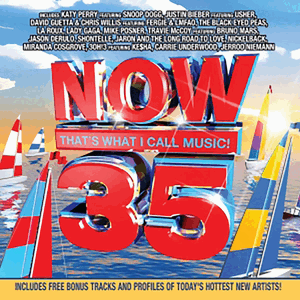 INCLUDES KATY PERRY FEATURING SNOOP DOGG, JUSTIN BIEBER FEATURING USHER,
DAVID GUETTA & CHRIS WILLIS FEATURING FERGIE & LMFAO, THE BLACK EYED PEAS,
LA ROUX, LADY GAGA, MIKE POSNER, TRAVIE McCOY FEATURING BRUNO MARS,
JASON DERULO, SHONTELLE, JARON AND THE LONG ROAD TO LOVE, NICKELBACK,
MIRANDA COSGROVE, 3OH!3 FEATURING KE$HA, CARRIE UNDERWOOD, JERROD NIEMANN
NOW
THAT'S WHAT I CALL MUSIC!
35
INCLUDES FREE BONUS TRACKS AND PROFILES OF TODAY'S HOTTEST NEW ARTISTS!